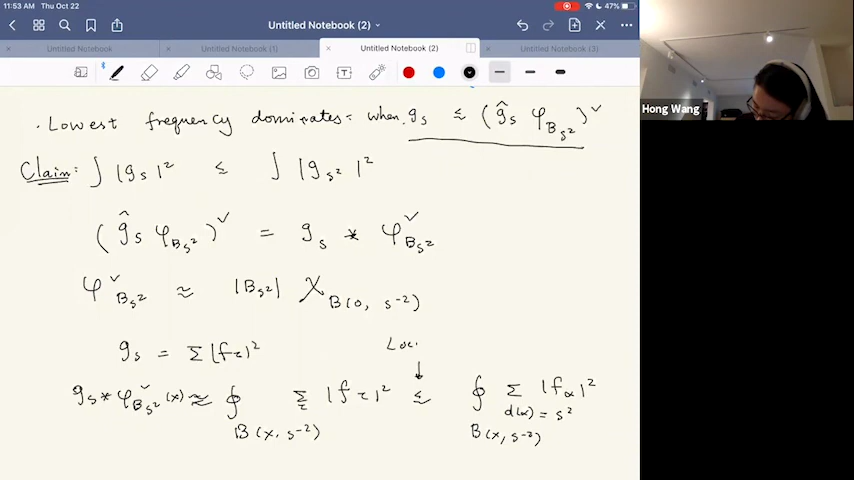 11:53 AM Thu Oct 22
47%
Untitled Notebook (2)
Untitled Notebook
Untitled Notebook (1)
Untitled Notebook (2)
Untitled Notebook (3)
Hong Wang
· Lowest frequency dominates = when g_s ≲ (ĝ_s φ_{B_{s^2}})^∨
Claim: ∫ |g_s|^2 ≲ ∫ |g_{s^2}|^2
(ĝ_s φ_{B_{s^2}})^∨ = g_s * φ^∨_{B_{s^2}}
φ^∨_{B_{s^2}} ≈ |B_{s^2}| χ_{B(0, s^{-2})}
g_s = Σ |f_τ|^2
Loc.
g_s * φ^∨_{B_{s^2}}(x) ≈ ⨍_{B(x, s^{-2})} Σ_τ |f_τ|^2 ≲ ⨍_{B(x, s^{-2})} Σ_{d(α) = s^2} |f_α|^2